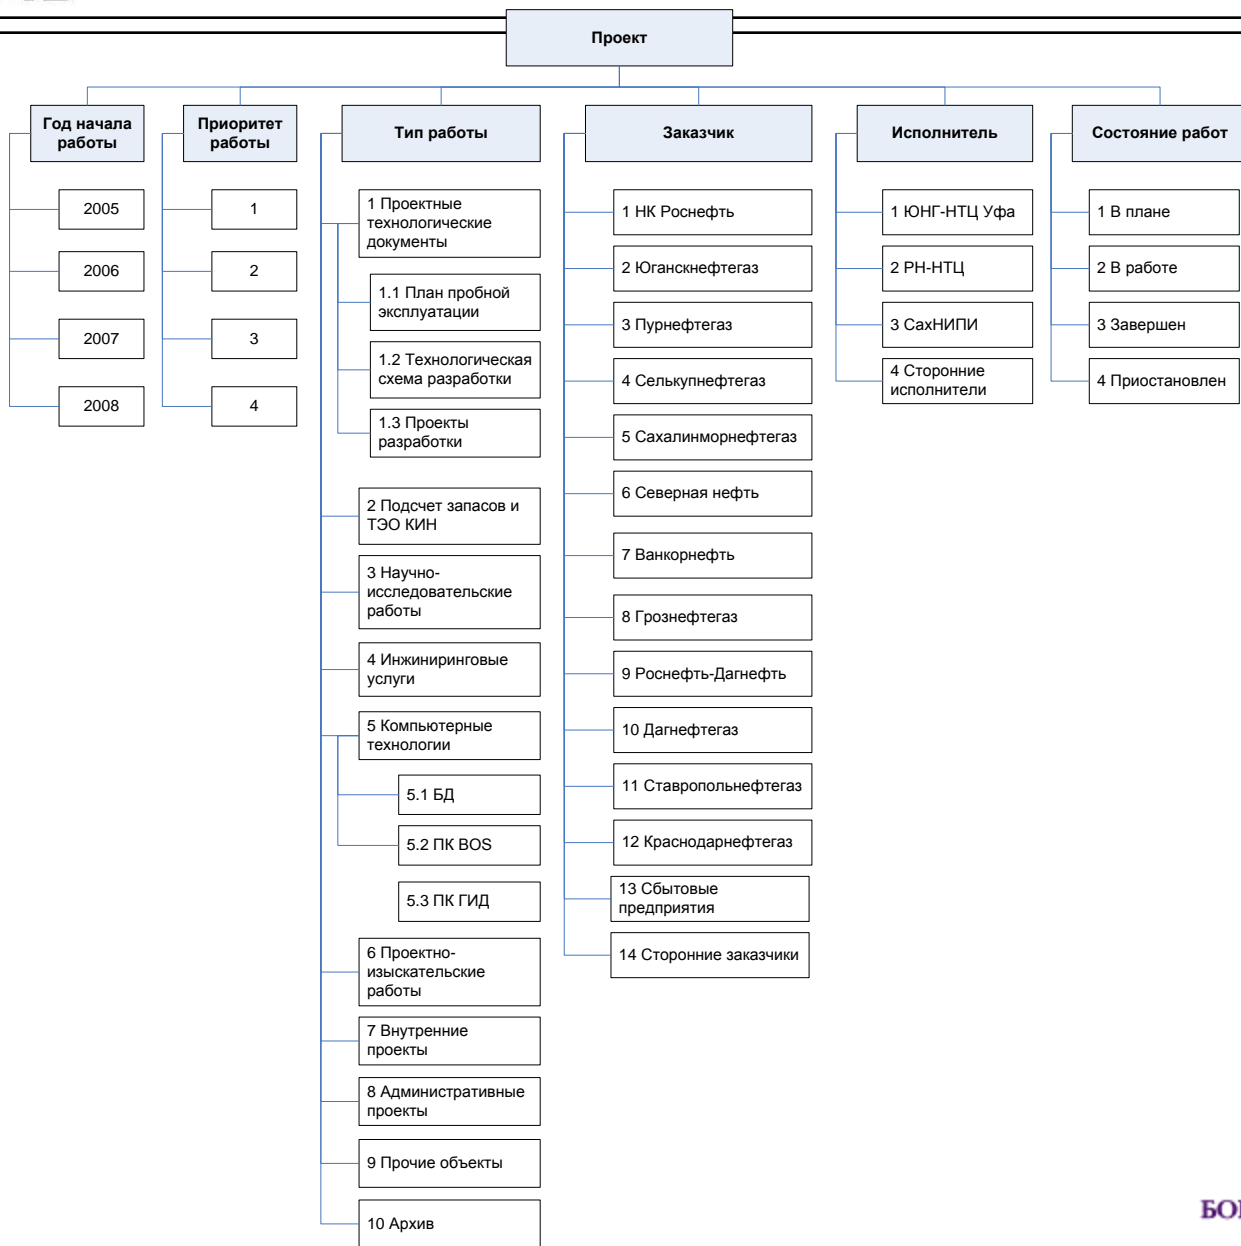 Проект
Год начала
работы
2005
2006
2007
2008
Приоритет
работы
1
2
3
4
Тип работы
1 Проектные
технологические
документы
1.1 План пробной
эксплуатации
1.2 Технологическая
схема разработки
1.3 Проекты
разработки
2 Подсчет запасов и
ТЭО КИН
3 Научно-
исследовательские
работы
4 Инжиниринговые
услуги
5 Компьютерные
технологии
5.1 БД
5.2 ПК BOS
5.3 ПК ГИД
6 Проектно-
изыскательские
работы
7 Внутренние
проекты
8 Административные
проекты
9 Прочие объекты
10 Архив
Заказчик
1 НК Роснефть
2 Юганскнефтегаз
3 Пурнефтегаз
4 Селькупнефтегаз
5 Сахалинморнефтегаз
6 Северная нефть
7 Ванкорнефть
8 Грознефтегаз
9 Роснефть-Дагнефть
10 Дагнефтегаз
11 Ставропольнефтегаз
12 Краснодарнефтегаз
13 Сбытовые
предприятия
14 Сторонние заказчики
Исполнитель
1 ЮНГ-НТЦ Уфа
2 РН-НТЦ
3 СахНИПИ
4 Сторонние
исполнители
Состояние работ
1 В плане
2 В работе
3 Завершен
4 Приостановлен